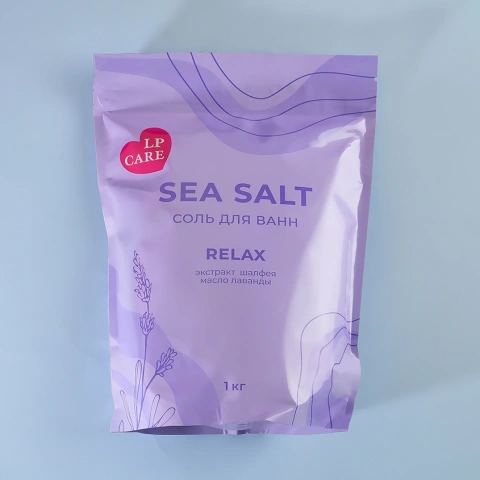 LP
CARE
SEA SALT
СОЛЬ ДЛЯ ВАНН
RELAX
экстракт шалфея
масло лаванды
1 кг